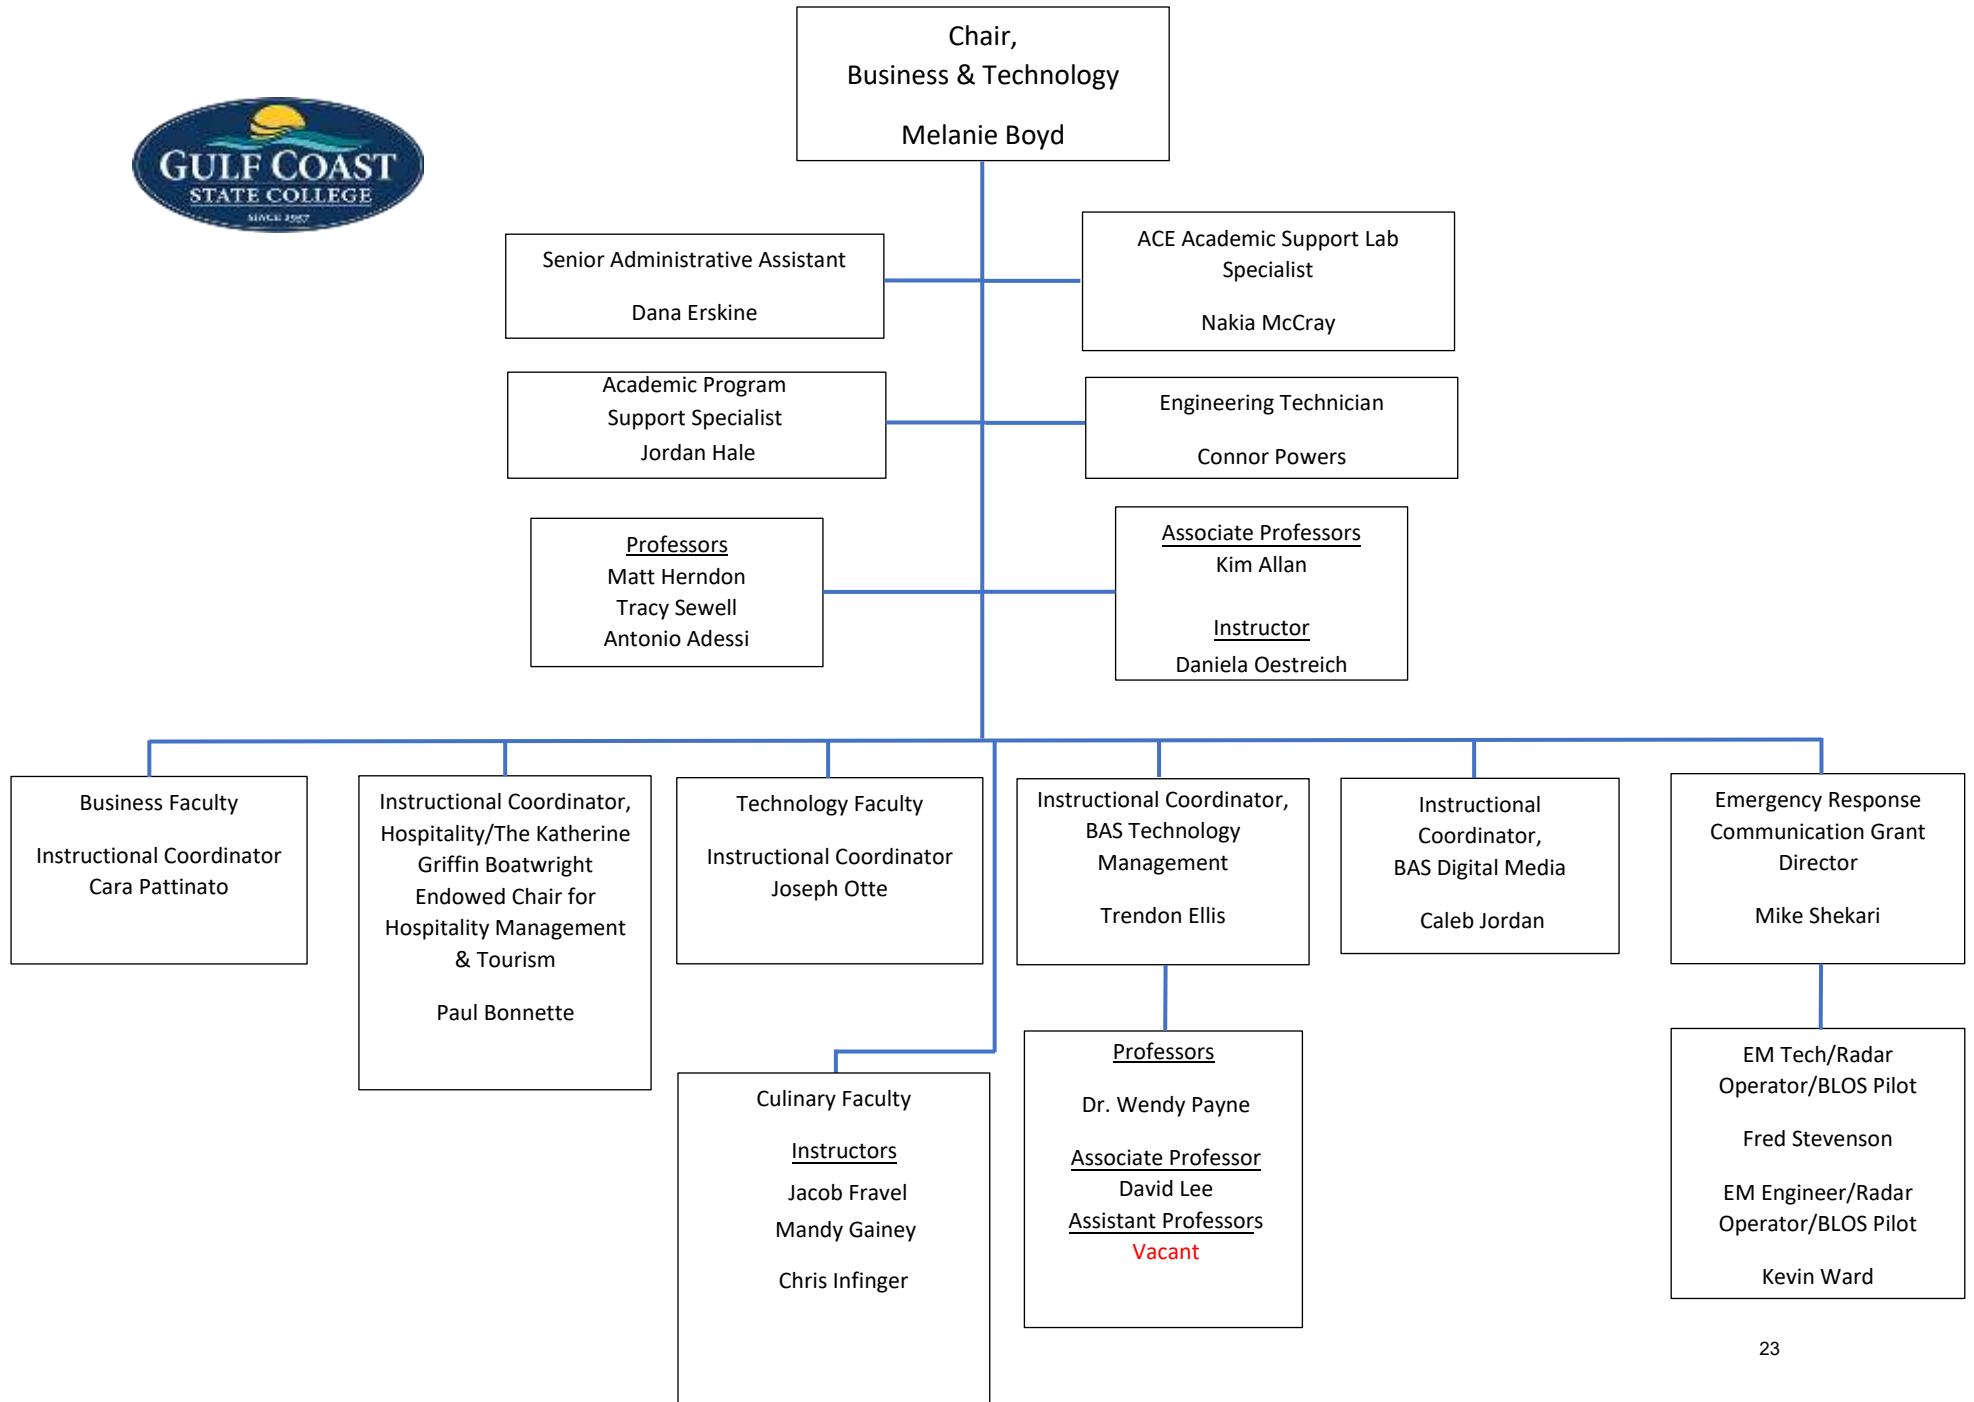 Chair,
Business & Technology
Melanie Boyd
GULF COAST
STATE COLLEGE
SINCE 1957
Senior Administrative Assistant
Dana Erskine
ACE Academic Support Lab
Specialist
Nakia McCray
Academic Program
Support Specialist
Jordan Hale
Engineering Technician
Connor Powers
Professors
Matt Herndon
Tracy Sewell
Antonio Adessi
Associate Professors
Kim Allan
Instructor
Daniela Oestreich
Business Faculty
Instructional Coordinator
Cara Pattinato
Instructional Coordinator,
Hospitality/The Katherine
Griffin Boatwright
Endowed Chair for
Hospitality Management
& Tourism
Paul Bonnette
Technology Faculty
Instructional Coordinator
Joseph Otte
Instructional Coordinator,
BAS Technology
Management
Trendon Ellis
Instructional
Coordinator,
BAS Digital Media
Caleb Jordan
Emergency Response
Communication Grant
Director
Mike Shekari
Culinary Faculty
Instructors
Jacob Fravel
Mandy Gainey
Chris Infinger
Professors
Dr. Wendy Payne
Associate Professor
David Lee
Assistant Professors
Vacant
EM Tech/Radar
Operator/BLOS Pilot
Fred Stevenson
EM Engineer/Radar
Operator/BLOS Pilot
Kevin Ward
23